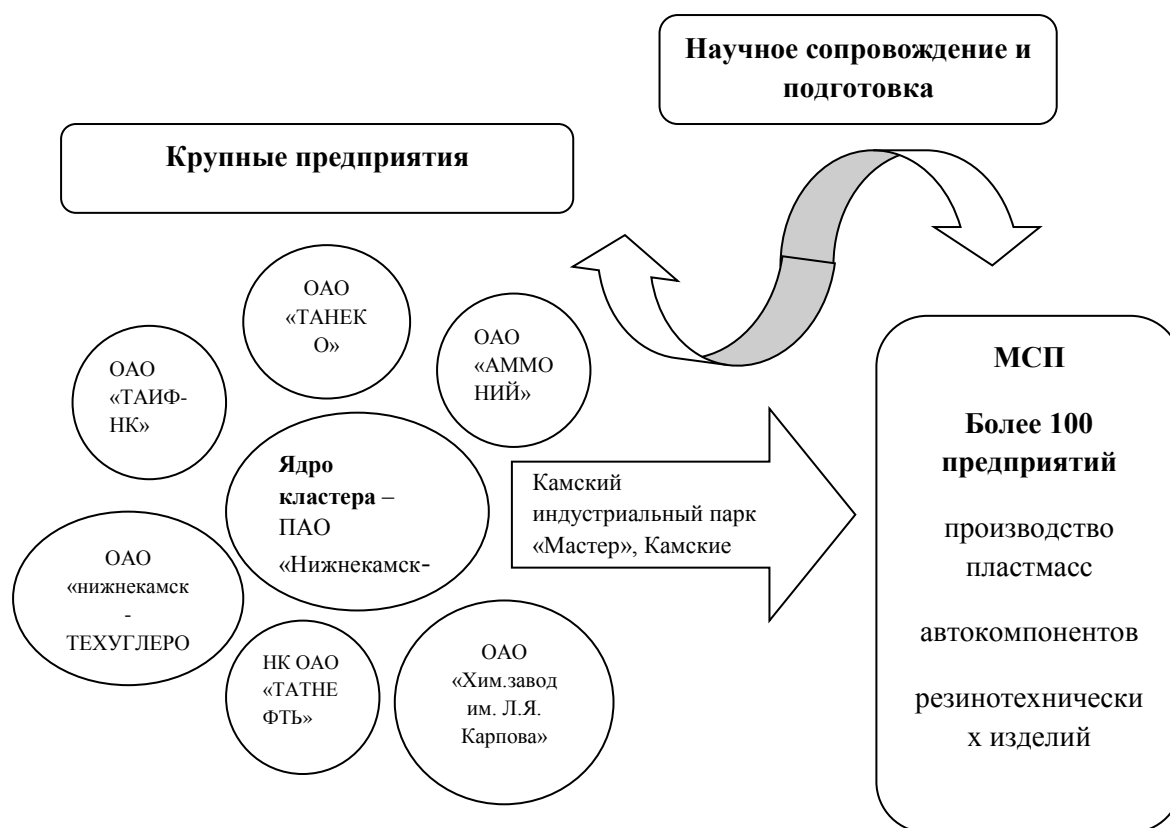 Научное сопровождение и
подготовка
Крупные предприятия
ОАО
«ТАНЕК
О»
ОАО
«АММО
НИЙ»
ОАО
«ТАИФ-
НК»
Ядро
кластера –
ПАО
«Нижнекамск-
Камский
индустриальный парк
«Мастер», Камские
ОАО
«нижнекамск
-
ТЕХУГЛЕРО
НК ОАО
«ТАТНЕ
ФТЬ»
ОАО
«Хим.завод
им. Л.Я.
Карпова»
МСП
Более 100
предприятий
производство
пластмасс
автокомпонентов
резинотехнически
х изделий